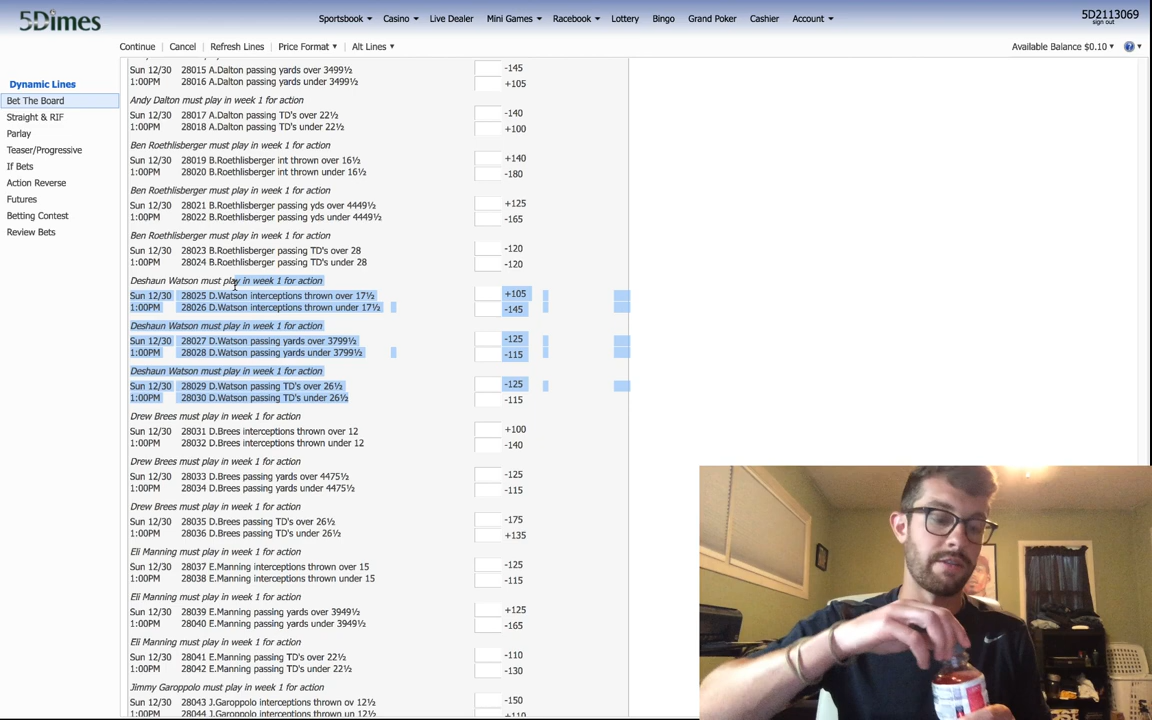 5Dimes
Sportsbook
Casino
Live Dealer
Mini Games
Racebook
Lottery
Bingo
Grand Poker
Cashier
Account
5D2113069
sign out
Continue
Cancel
Refresh Lines
Price Format
Alt Lines
Available Balance $0.10
?
Dynamic Lines
Bet The Board
Straight & RIF
Parlay
Teaser/Progressive
If Bets
Action Reverse
Futures
Betting Contest
Review Bets
28015 A.Dalton passing yards over 3499½ -145
1:00PM 28016 A.Dalton passing yards under 3499½ +105
Andy Dalton must play in week 1 for action
Sun 12/30 28017 A.Dalton passing TD's over 22½ -140
1:00PM 28018 A.Dalton passing TD's under 22½ +100
Ben Roethlisberger must play in week 1 for action
Sun 12/30 28019 B.Roethlisberger int thrown over 16½ +140
1:00PM 28020 B.Roethlisberger int thrown under 16½ -180
Ben Roethlisberger must play in week 1 for action
Sun 12/30 28021 B.Roethlisberger passing yds over 4449½ +125
1:00PM 28022 B.Roethlisberger passing yds under 4449½ -165
Ben Roethlisberger must play in week 1 for action
Sun 12/30 28023 B.Roethlisberger passing TD's over 28 -120
1:00PM 28024 B.Roethlisberger passing TD's under 28 -120
Deshaun Watson must play in week 1 for action
Sun 12/30 28025 D.Watson interceptions thrown over 17½ +105
1:00PM 28026 D.Watson interceptions thrown under 17½ -145
Deshaun Watson must play in week 1 for action
Sun 12/30 28027 D.Watson passing yards over 3799½ -125
1:00PM 28028 D.Watson passing yards under 3799½ -115
Deshaun Watson must play in week 1 for action
Sun 12/30 28029 D.Watson passing TD's over 26½ -125
1:00PM 28030 D.Watson passing TD's under 26½ -115
Drew Brees must play in week 1 for action
Sun 12/30 28031 D.Brees interceptions thrown over 12 +100
1:00PM 28032 D.Brees interceptions thrown under 12 -140
Drew Brees must play in week 1 for action
Sun 12/30 28033 D.Brees passing yards over 4475½ -125
1:00PM 28034 D.Brees passing yards under 4475½ -115
Drew Brees must play in week 1 for action
Sun 12/30 28035 D.Brees passing TD's over 26½ -175
1:00PM 28036 D.Brees passing TD's under 26½ +135
Eli Manning must play in week 1 for action
Sun 12/30 28037 E.Manning interceptions thrown over 15 -125
1:00PM 28038 E.Manning interceptions thrown under 15 -115
Eli Manning must play in week 1 for action
Sun 12/30 28039 E.Manning passing yards over 3949½ +125
1:00PM 28040 E.Manning passing yards under 3949½ -165
Eli Manning must play in week 1 for action
Sun 12/30 28041 E.Manning passing TD's over 22½ -110
1:00PM 28042 E.Manning passing TD's under 22½ -130
Jimmy Garoppolo must play in week 1 for action
Sun 12/30 28043 J.Garoppolo interceptions thrown ov 12½ -150
1:00PM 28044 J.Garoppolo interceptions thrown un 12½ +110